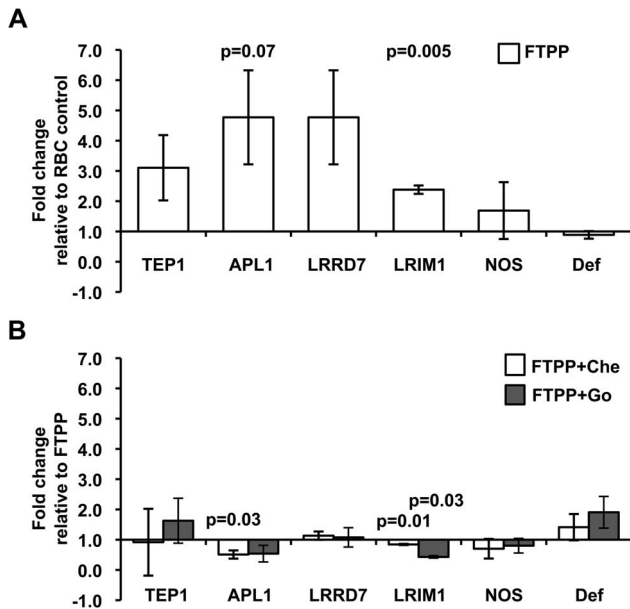 A
7.0
6.0
5.0
4.0
3.0
2.0
1.0
0.0
-1.0
Fold change
relative to RBC control
p=0.07
p=0.005
FTPP
TEP1 APL1 LRRD7 LRIM1 NOS Def
B
7.0
6.0
5.0
4.0
3.0
2.0
1.0
0.0
-1.0
Fold change
relative to FTPP
FTPP+Che
FTPP+Go
p=0.03
p=0.03
p=0.01
TEP1 APL1 LRRD7 LRIM1 NOS Def